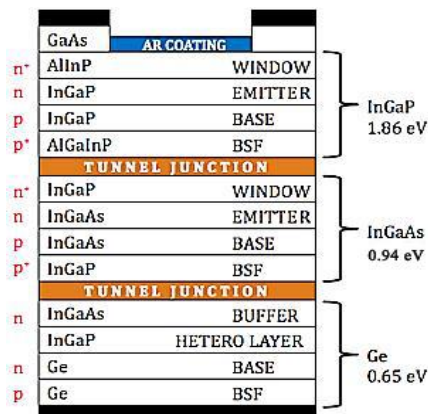 GaAs
AR COATING
n⁺ AlInP WINDOW
n InGaP EMITTER
p InGaP BASE
p⁺ AlGaInP BSF
InGaP
1.86 eV
TUNNEL JUNCTION
n⁺ InGaP WINDOW
n InGaAs EMITTER
p InGaAs BASE
p⁺ InGaP BSF
InGaAs
0.94 eV
TUNNEL JUNCTION
n InGaAs BUFFER
InGaP HETERO LAYER
n Ge BASE
p Ge BSF
Ge
0.65 eV